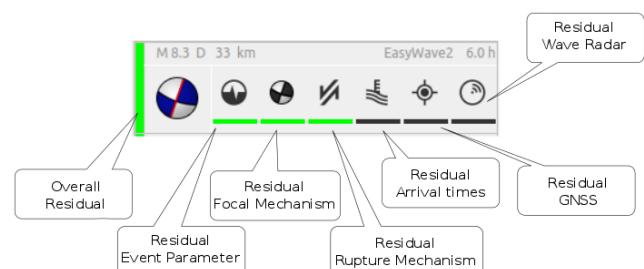 Residual
Wave Radar
M 8.3 D 33 km EasyWave2 6.0 h
Overall
Residual
Residual
Focal Mechanism
Residual
Arrival times
Residual
GNSS
Residual
Event Parameter
Residual
Rupture Mechanism